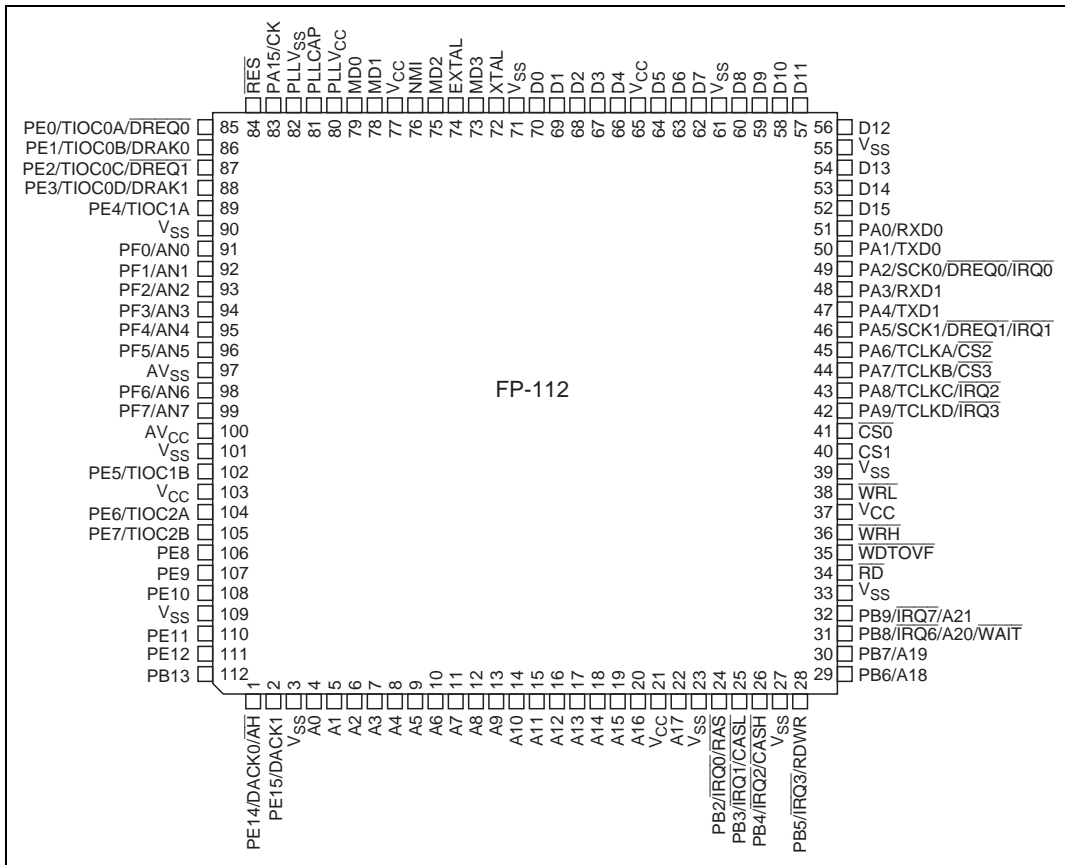 RES
PA15/CK
PLLVSS
PLLCAP
PLLVCC
MD0
MD1
VCC
NMI
MD2
EXTAL
MD3
XTAL
VSS
D0
D1
D2
D3
D4
VCC
D5
D6
D7
VSS
D8
D9
D10
D11
84 83 82 81 80 79 78 77 76 75 74 73 72 71 70 69 68 67 66 65 64 63 62 61 60 59 58 57
PE0/TIOC0A/DREQ0 85
PE1/TIOC0B/DRAK0 86
PE2/TIOC0C/DREQ1 87
PE3/TIOC0D/DRAK1 88
PE4/TIOC1A 89
VSS 90
PF0/AN0 91
PF1/AN1 92
PF2/AN2 93
PF3/AN3 94
PF4/AN4 95
PF5/AN5 96
AVSS 97
PF6/AN6 98
PF7/AN7 99
AVCC 100
VSS 101
PE5/TIOC1B 102
VCC 103
PE6/TIOC2A 104
PE7/TIOC2B 105
PE8 106
PE9 107
PE10 108
VSS 109
PE11 110
PE12 111
PB13 112
FP-112
56 D12
55 VSS
54 D13
53 D14
52 D15
51 PA0/RXD0
50 PA1/TXD0
49 PA2/SCK0/DREQ0/IRQ0
48 PA3/RXD1
47 PA4/TXD1
46 PA5/SCK1/DREQ1/IRQ1
45 PA6/TCLKA/CS2
44 PA7/TCLKB/CS3
43 PA8/TCLKC/IRQ2
42 PA9/TCLKD/IRQ3
41 CS0
40 CS1
39 VSS
38 WRL
37 VCC
36 WRH
35 WDTOVF
34 RD
33 VSS
32 PB9/IRQ7/A21
31 PB8/IRQ6/A20/WAIT
30 PB7/A19
29 PB6/A18
1 2 3 4 5 6 7 8 9 10 11 12 13 14 15 16 17 18 19 20 21 22 23 24 25 26 27 28
PE14/DACK0/AH
PE15/DACK1
VSS
A0
A1
A2
A3
A4
A5
A6
A7
A8
A9
A10
A11
A12
A13
A14
A15
A16
VCC
A17
VSS
PB2/IRQ0/RAS
PB3/IRQ1/CASL
PB4/IRQ2/CASH
VSS
PB5/IRQ3/RDWR